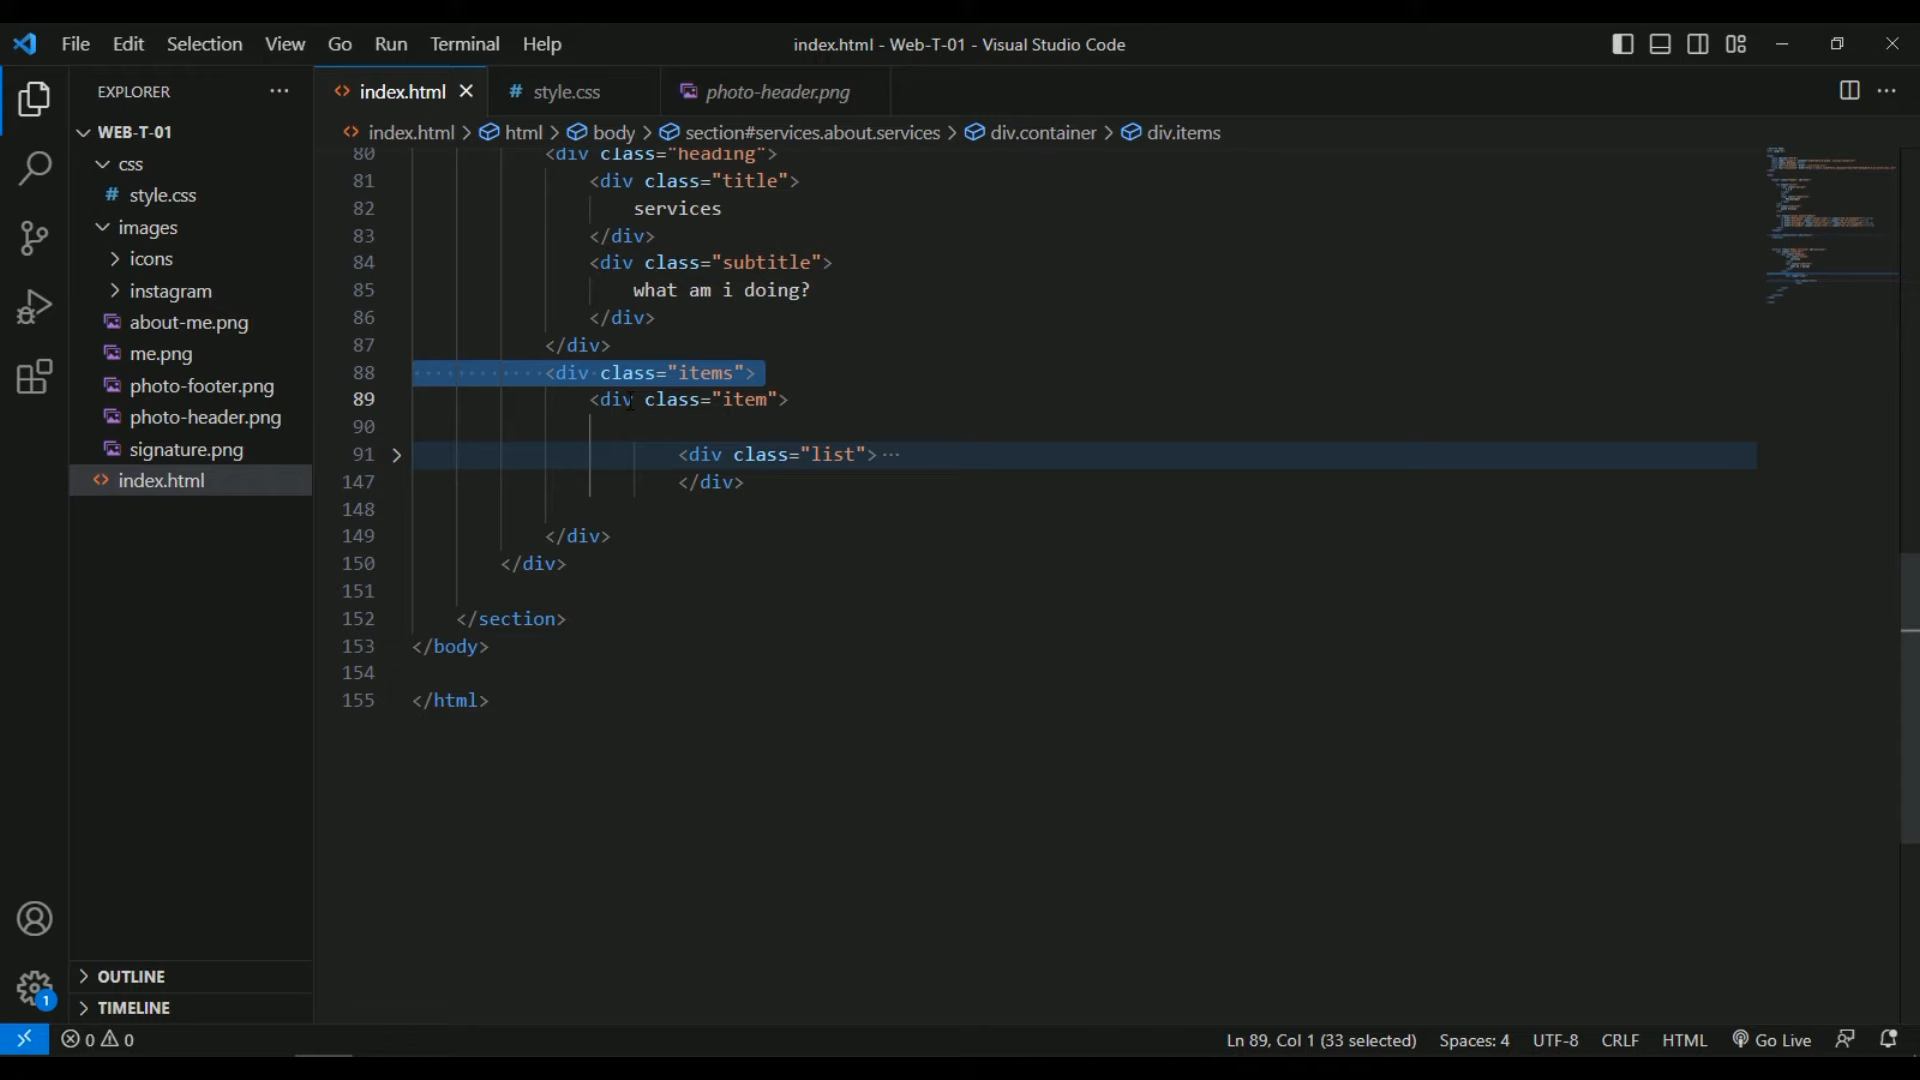 File Edit Selection View Go Run Terminal Help
index.html - Web-T-01 - Visual Studio Code
EXPLORER
WEB-T-01
css
# style.css
images
icons
instagram
about-me.png
me.png
photo-footer.png
photo-header.png
signature.png
<> index.html
OUTLINE
TIMELINE
<> index.html # style.css photo-header.png
<> index.html > html > body > section#services.about.services > div.container > div.items
80 <div class="heading">
81 <div class="title">
82 services
83 </div>
84 <div class="subtitle">
85 what am i doing?
86 </div>
87 </div>
88 <div class="items">
89 <div class="item">
90
91 <div class="list">···
147 </div>
148
149 </div>
150 </div>
151
152 </section>
153 </body>
154
155 </html>
1
0 0
Ln 89, Col 1 (33 selected) Spaces: 4 UTF-8 CRLF HTML Go Live